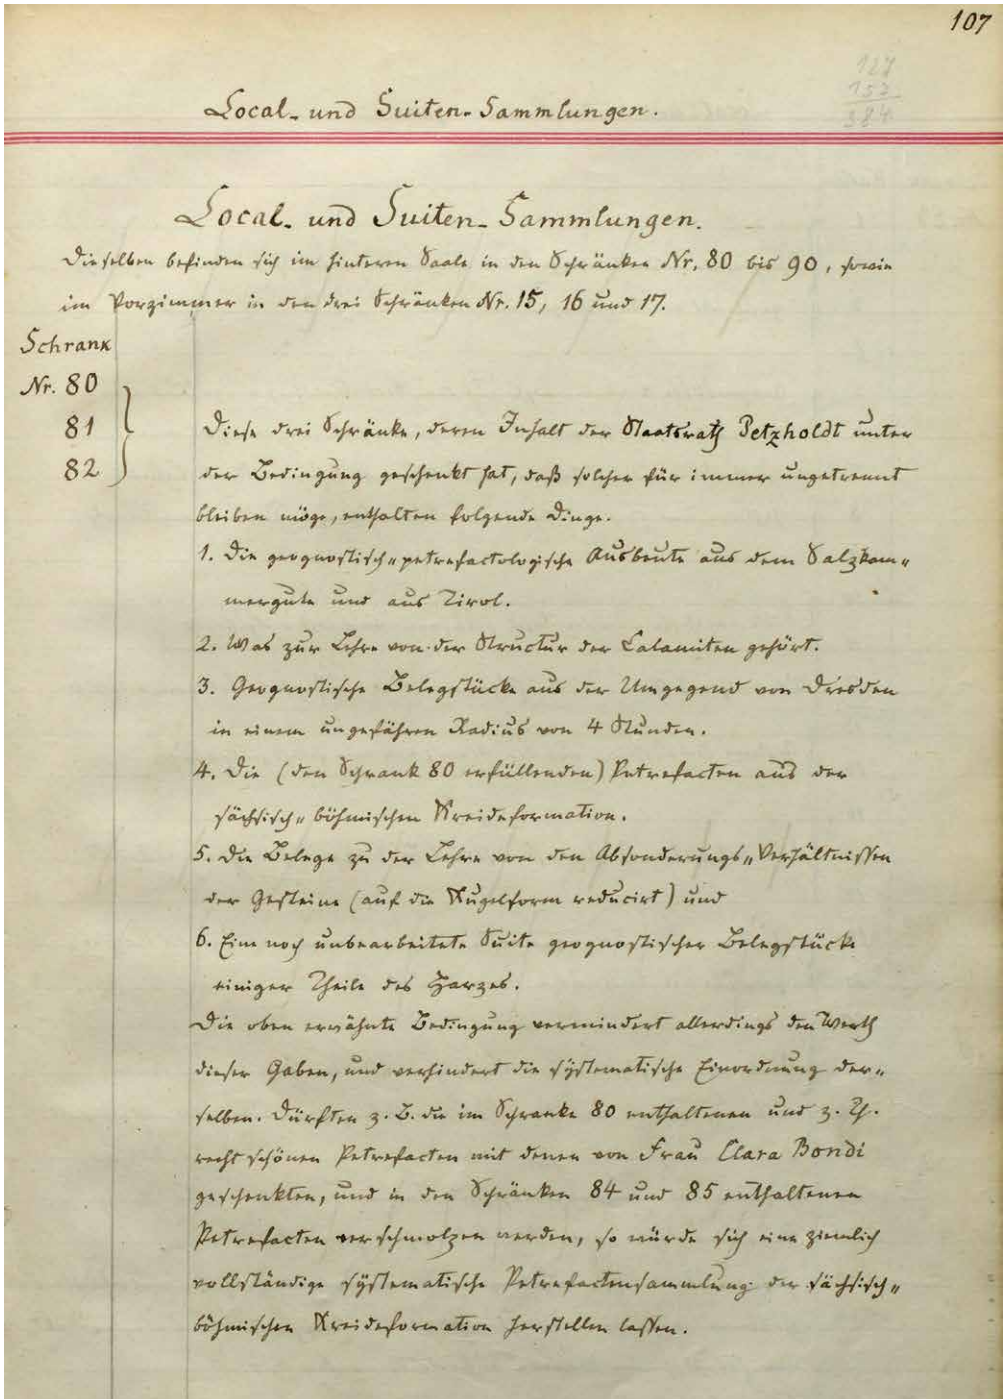 107
127
152
384
Local- und Suiten-Sammlungen.
Local- und Suiten-Sammlungen.
Dieselben befinden sich im hinteren Saale in den Schränken Nr. 80 bis 90, sowie
im Vorzimmer in den drei Schränken Nr. 15, 16 und 17.
Schrank
Nr. 80
81
82
Diese drei Schränke, deren Inhalt der Staatsrath Petzholdt unter
der Bedingung geschenkt hat, daß solcher für immer ungetrennt
bleiben möge, enthalten folgende Dinge.
1. Die geognostisch-petrefactologische Ausbeute aus dem Salzkam-
mergute und aus Tirol.
2. Was zur Lehre von der Structur der Calamiten gehört.
3. Geognostische Belegstücke aus der Umgegend von Dresden
in einem ungefähren Radius von 4 Stunden.
4. Die (den Schrank 80 erfüllenden) Petrefacten aus der
sächsisch-böhmischen Kreideformation.
5. Die Belege zu der Lehre von den Absonderungs-Verhältnissen
der Gesteine (auf die Kugelform reducirt) und
6. Eine noch unbearbeitete Suite geognostischer Belegstücke
einiger Theile des Harzes.
Die oben erwähnte Bedingung vermindert allerdings den Werth
dieser Gaben, und verhindert die systematische Einordnung der-
selben. Dürften z. B. die im Schranke 80 enthaltenen und z. Th.
recht schönen Petrefacten mit denen von Frau Clara Bondi
geschenkten, und in den Schränken 84 und 85 enthaltenen
Petrefacten verschmolzen werden, so würde sich eine ziemlich
vollständige systematische Petrefactensammlung der sächsisch-
böhmischen Kreideformation herstellen lassen.